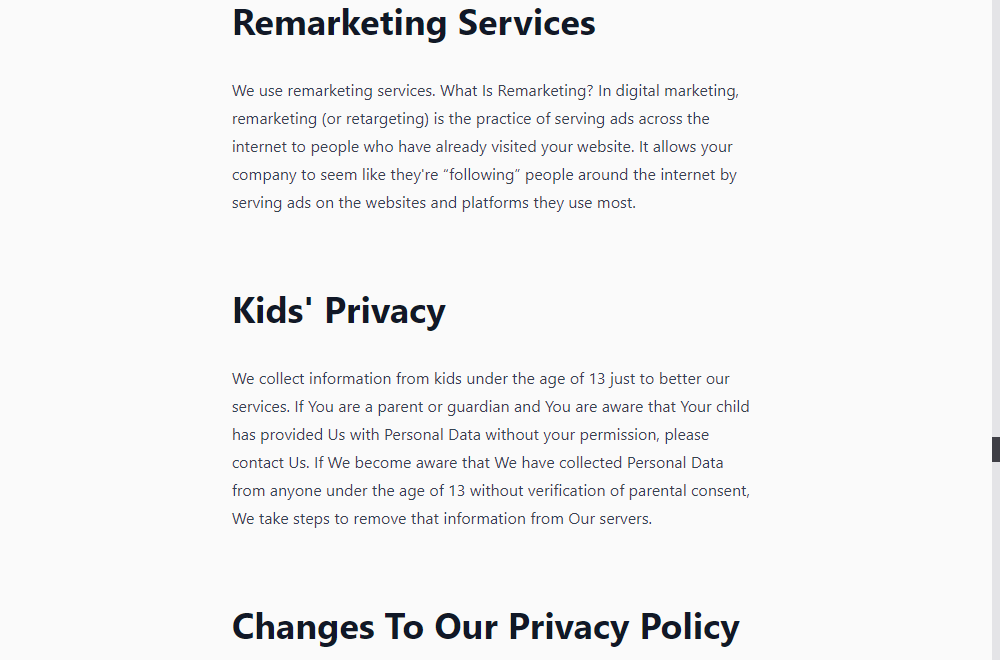 Remarketing Services
We use remarketing services. What Is Remarketing? In digital marketing,
remarketing (or retargeting) is the practice of serving ads across the
internet to people who have already visited your website. It allows your
company to seem like they're “following” people around the internet by
serving ads on the websites and platforms they use most.
Kids' Privacy
We collect information from kids under the age of 13 just to better our
services. If You are a parent or guardian and You are aware that Your child
has provided Us with Personal Data without your permission, please
contact Us. If We become aware that We have collected Personal Data
from anyone under the age of 13 without verification of parental consent,
We take steps to remove that information from Our servers.
Changes To Our Privacy Policy